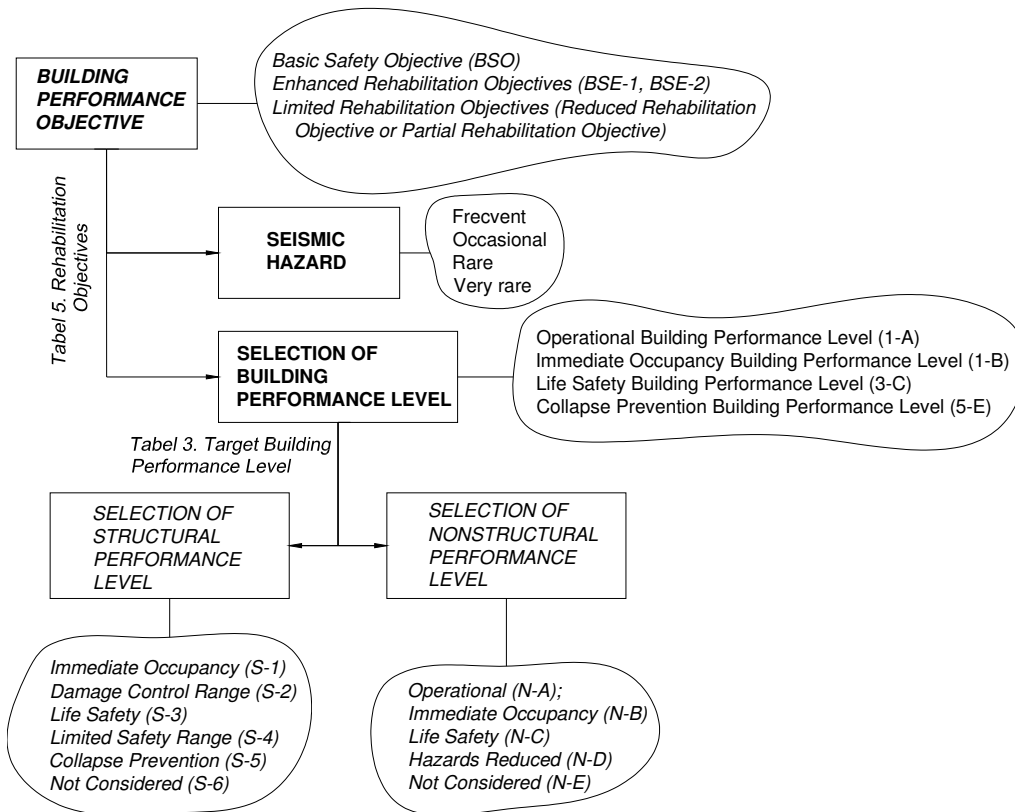 BUILDING
PERFORMANCE
OBJECTIVE
Basic Safety Objective (BSO)
Enhanced Rehabilitation Objectives (BSE-1, BSE-2)
Limited Rehabilitation Objectives (Reduced Rehabilitation
Objective or Partial Rehabilitation Objective)
Tabel 5. Rehabilitation
Objectives
SEISMIC
HAZARD
Frecvent
Occasional
Rare
Very rare
SELECTION OF
BUILDING
PERFORMANCE LEVEL
Operational Building Performance Level (1-A)
Immediate Occupancy Building Performance Level (1-B)
Life Safety Building Performance Level (3-C)
Collapse Prevention Building Performance Level (5-E)
Tabel 3. Target Building
Performance Level
SELECTION OF
STRUCTURAL
PERFORMANCE
LEVEL
SELECTION OF
NONSTRUCTURAL
PERFORMANCE
LEVEL
Immediate Occupancy (S-1)
Damage Control Range (S-2)
Life Safety (S-3)
Limited Safety Range (S-4)
Collapse Prevention (S-5)
Not Considered (S-6)
Operational (N-A);
Immediate Occupancy (N-B)
Life Safety (N-C)
Hazards Reduced (N-D)
Not Considered (N-E)